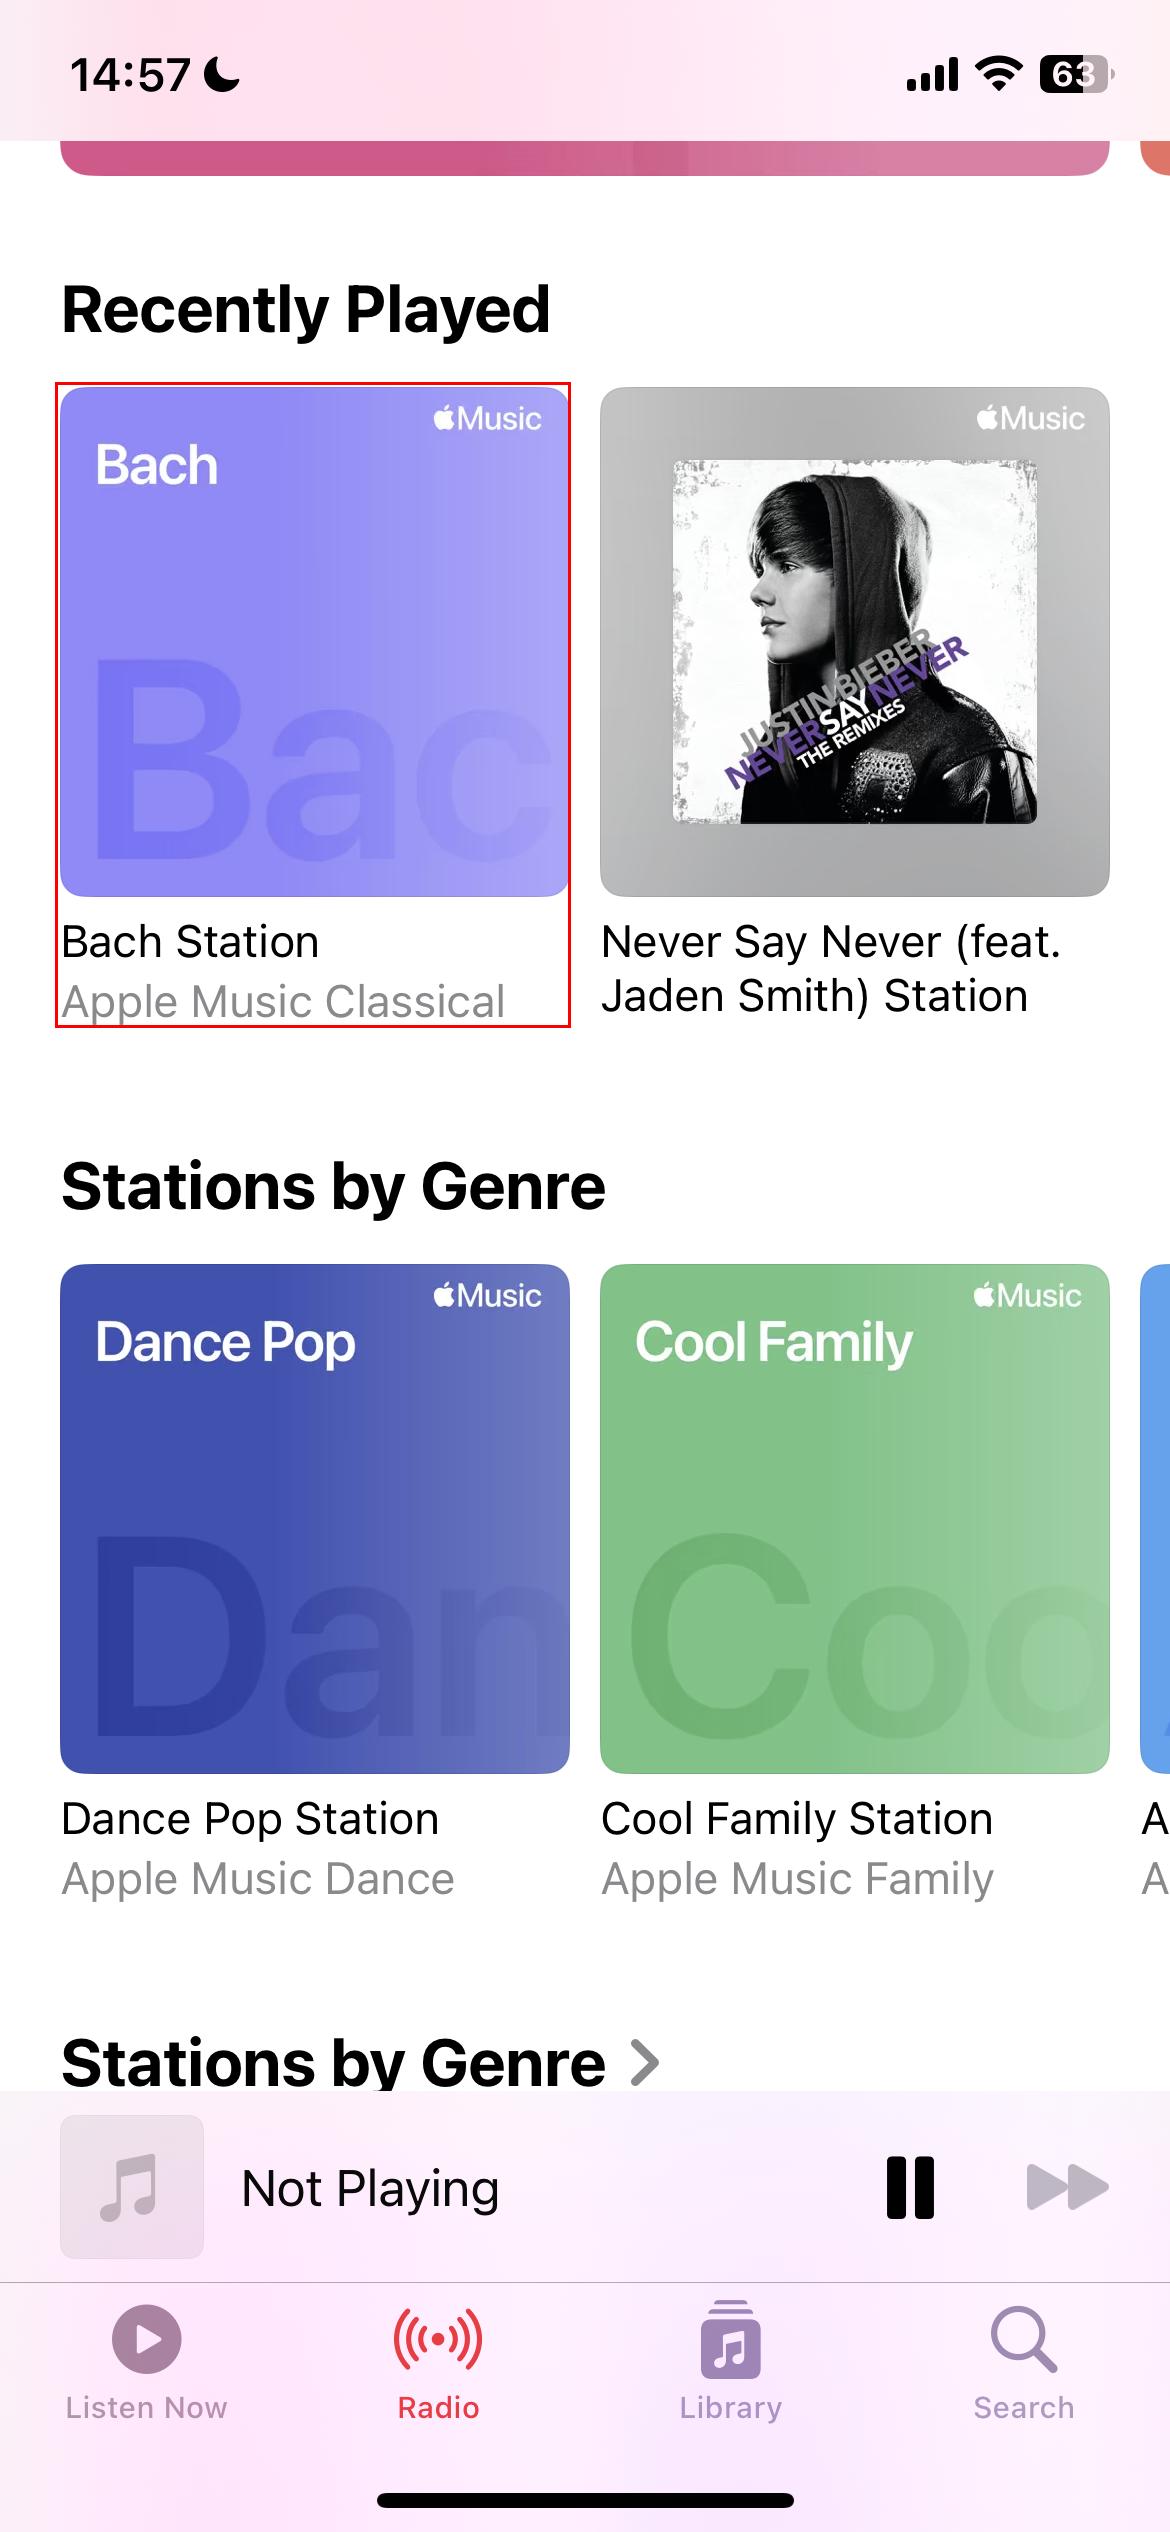 14:57
63
Recently Played
Music
Bach
Bac
Bach Station
Apple Music Classical
Music
JUSTIN BIEBER
NEVER SAY NEVER
THE REMIXES
Never Say Never (feat.
Jaden Smith) Station
Stations by Genre
Music
Dance Pop
Dan
Dance Pop Station
Apple Music Dance
Music
Cool Family
Coo
Cool Family Station
Apple Music Family
A
A
Stations by Genre
Not Playing
Listen Now
Radio
Library
Search